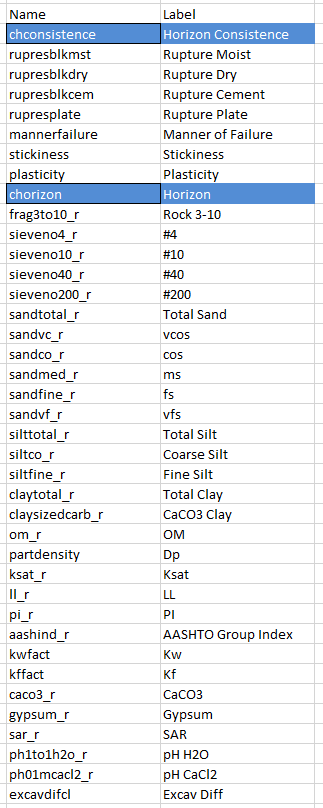 Name Label
chconsistence Horizon Consistence
rupresblkmst Rupture Moist
rupresblkdry Rupture Dry
rupresblkcem Rupture Cement
rupresplate Rupture Plate
mannerfailure Manner of Failure
stickiness Stickiness
plasticity Plasticity
chorizon Horizon
frag3to10_r Rock 3-10
sieveno4_r #4
sieveno10_r #10
sieveno40_r #40
sieveno200_r #200
sandtotal_r Total Sand
sandvc_r vcos
sandco_r cos
sandmed_r ms
sandfine_r fs
sandvf_r vfs
silttotal_r Total Silt
siltco_r Coarse Silt
siltfine_r Fine Silt
claytotal_r Total Clay
claysizedcarb_r CaCO3 Clay
om_r OM
partdensity Dp
ksat_r Ksat
ll_r LL
pi_r PI
aashind_r AASHTO Group Index
kwfact Kw
kffact Kf
caco3_r CaCO3
gypsum_r Gypsum
sar_r SAR
ph1to1h2o_r pH H2O
ph01mcacl2_r pH CaCl2
excavdifcl Excav Diff